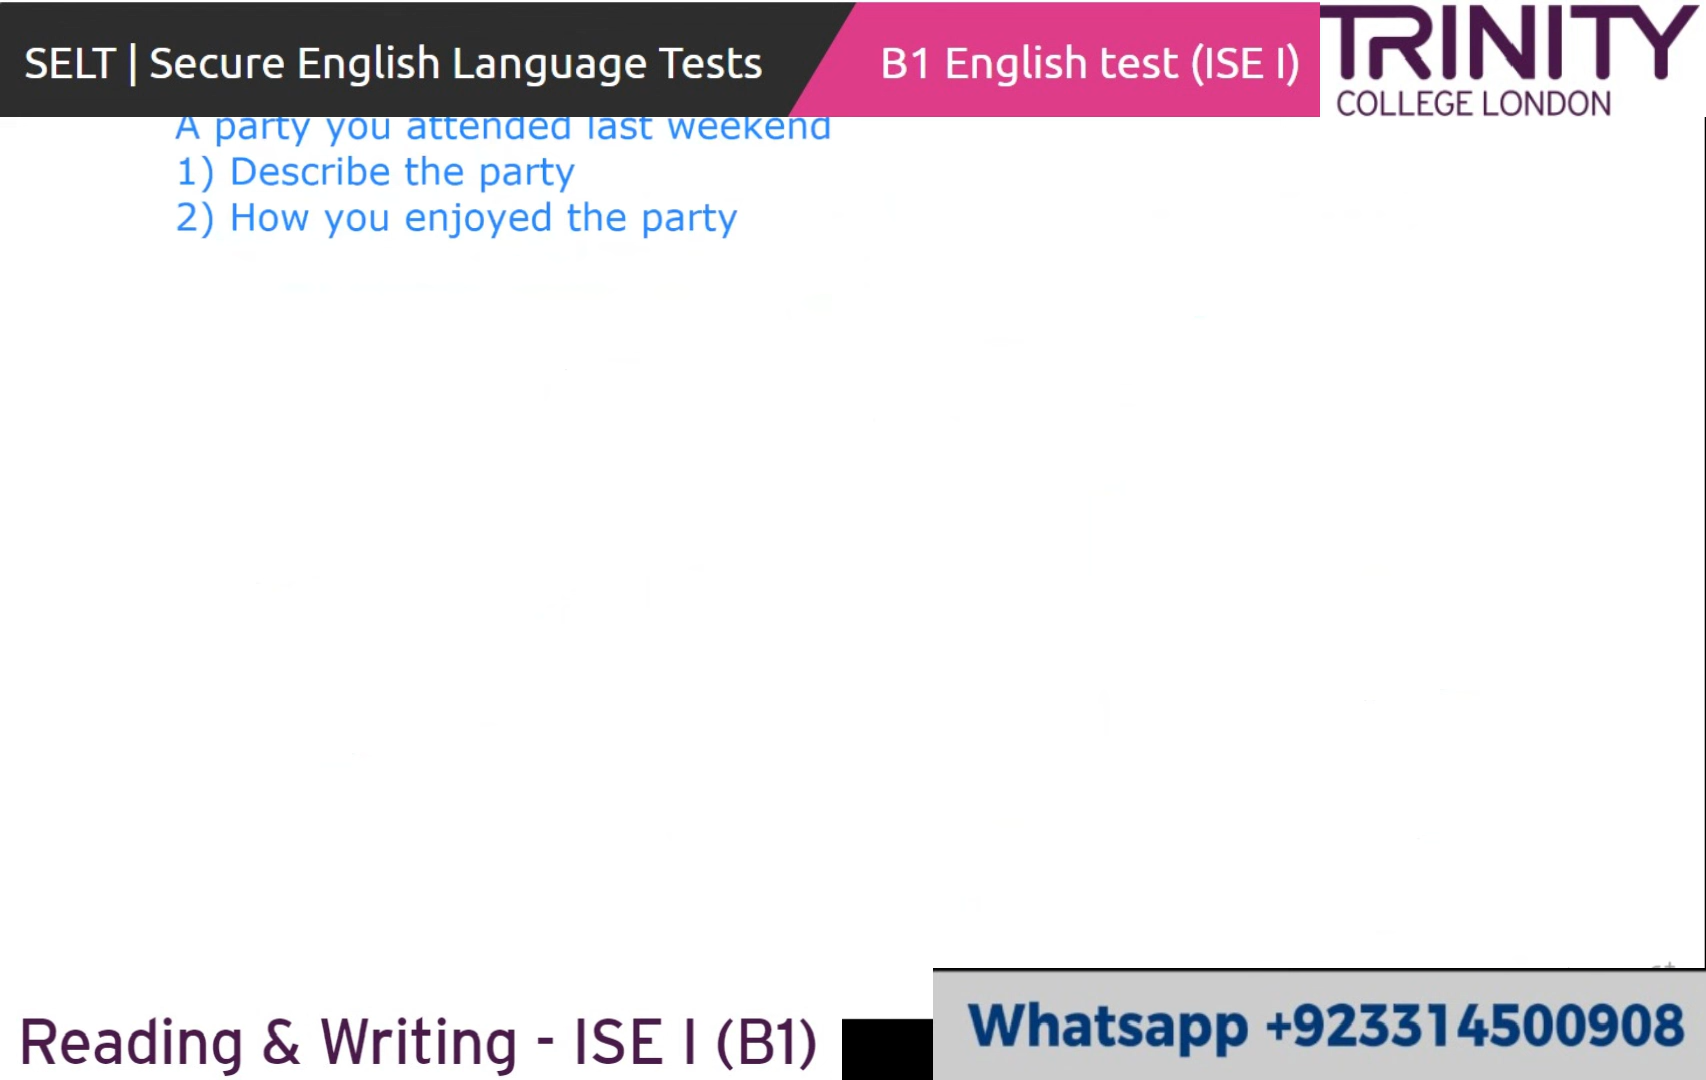 SELT | Secure English Language Tests
B1 English test (ISE I)
TRINITY
COLLEGE LONDON
A party you attended last weekend
1) Describe the party
2) How you enjoyed the party
Reading & Writing - ISE I (B1)
Whatsapp +923314500908